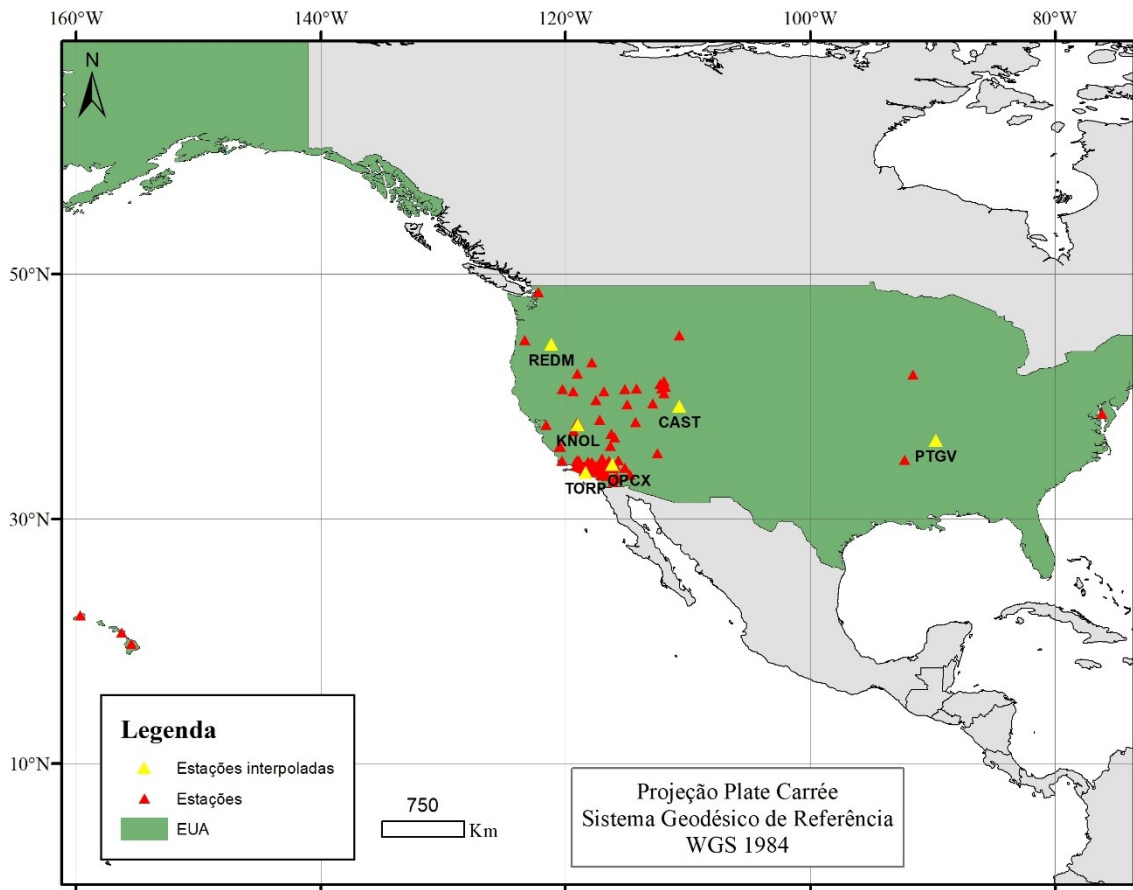 160°W 140°W 120°W 100°W 80°W
N
50°N
REDM
CAST
KNOL
PTGV
OPCX
TORP
30°N
Legenda
Estações interpoladas
Estações
EUA
750
Km
10°N
Projeção Plate Carrée
Sistema Geodésico de Referência
WGS 1984